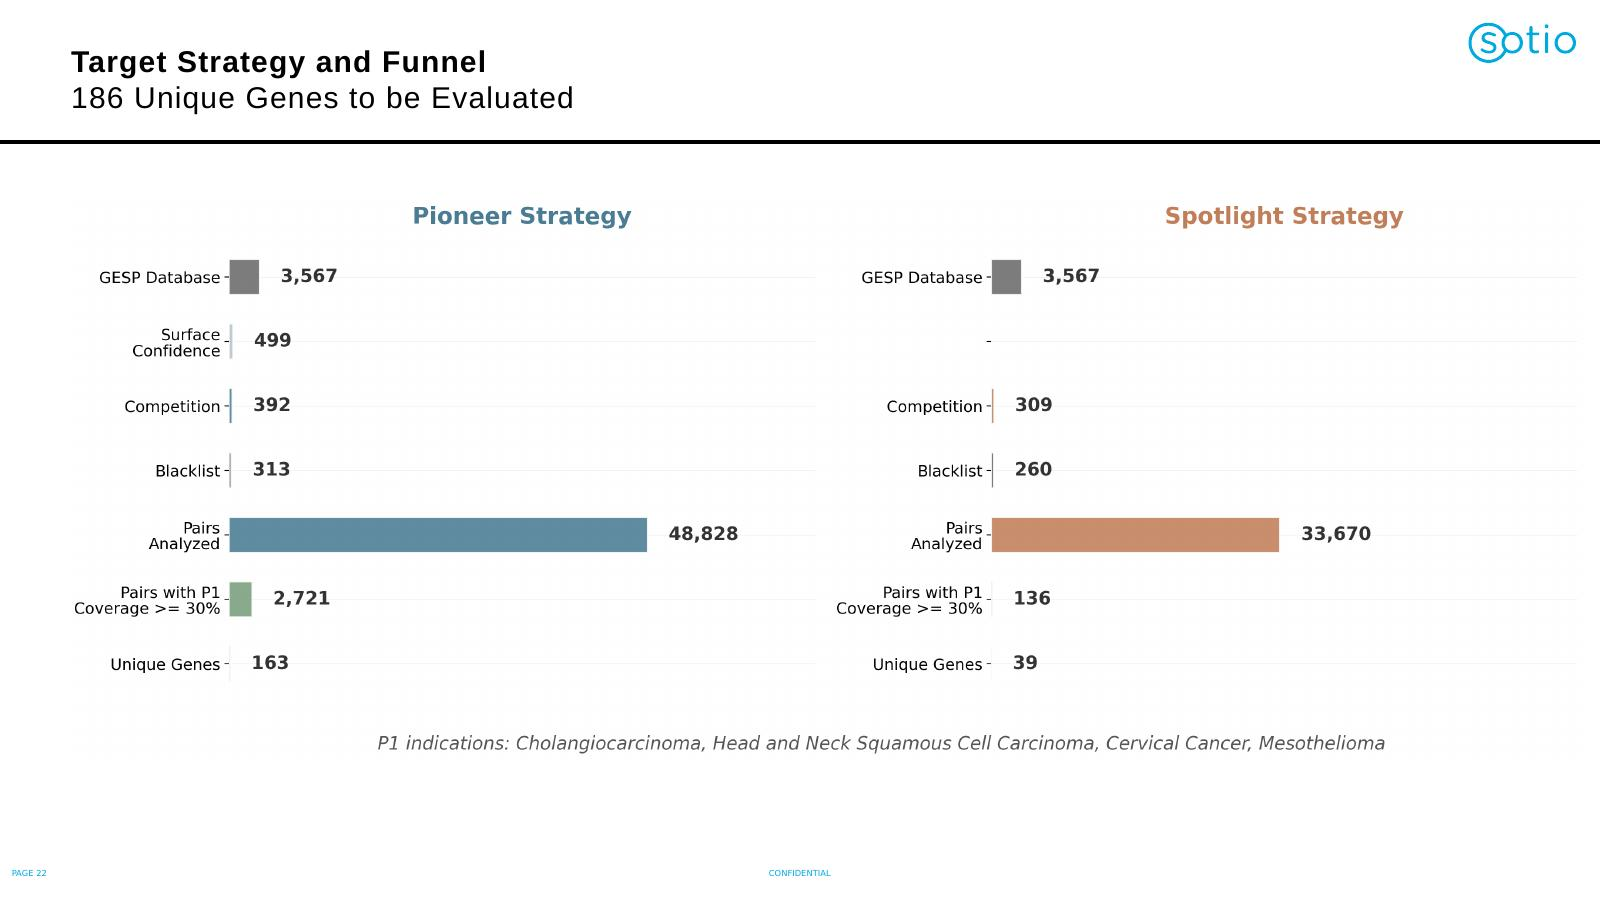 sotio
Target Strategy and Funnel
186 Unique Genes to be Evaluated
Pioneer Strategy
GESP Database
3,567
Surface
Confidence
499
Competition
392
Blacklist
313
Pairs
Analyzed
48,828
Pairs with P1
Coverage >= 30%
2,721
Unique Genes
163
Spotlight Strategy
GESP Database
3,567
Competition
309
Blacklist
260
Pairs
Analyzed
33,670
Pairs with P1
Coverage >= 30%
136
Unique Genes
39
P1 indications: Cholangiocarcinoma, Head and Neck Squamous Cell Carcinoma, Cervical Cancer, Mesothelioma
PAGE 22
CONFIDENTIAL